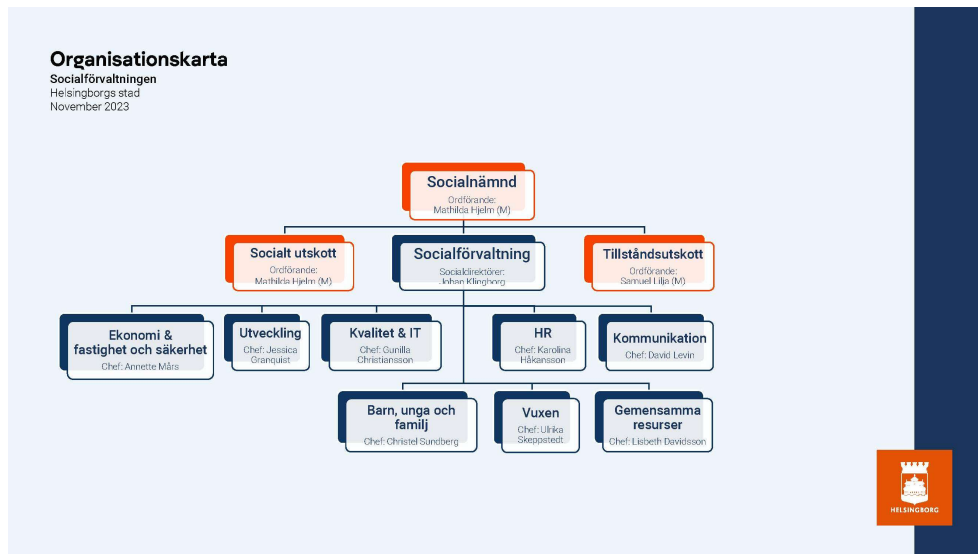 Organisationskarta
Socialförvaltningen
Helsingborgs stad
November 2023
Socialnämnd
Ordförande:
Mathilda Hjelm (M)
Socialt utskott
Ordförande:
Mathilda Hjelm (M)
Socialförvaltning
Socialdirektörer:
Johan Klingborg
Tillståndsutskott
Ordförande:
Samuel Lilja (M)
Ekonomi &
fastighet och säkerhet
Chef: Annette Mårs
Utveckling
Chef: Jessica
Granquist
Kvalitet & IT
Chef: Gunilla
Christiansson
HR
Chef: Karolina
Håkansson
Kommunikation
Chef: David Levin
Barn, unga och
familj
Chef: Christel Sundberg
Vuxen
Chef: Ulrika
Skeppstedt
Gemensamma
resurser
Chef: Lisbeth Davidsson
HELSINGBORG